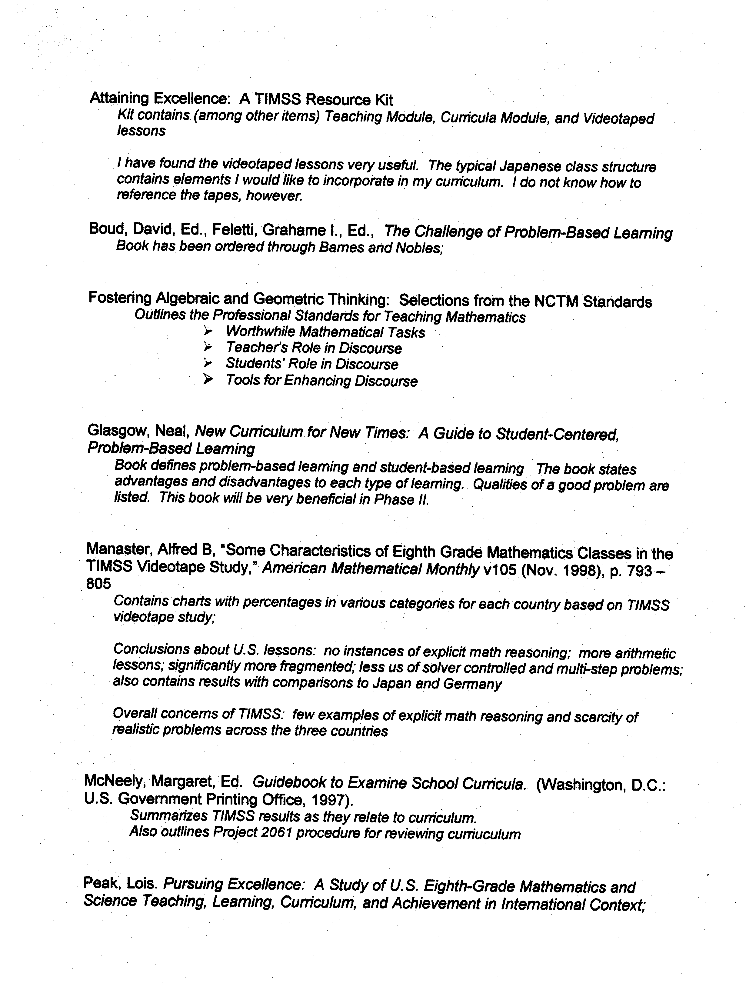 Attaining Excellence: A TIMSS Resource Kit
Kit contains (among other items) Teaching Module, Curricula Module, and Videotaped
lessons
I have found the videotaped lessons very useful. The typical Japanese class structure
contains elements I would like to incorporate in my curriculum. I do not know how to
reference the tapes, however.
Boud, David, Ed., Feletti, Grahame I., Ed., The Challenge of Problem-Based Learning
Book has been ordered through Barnes and Nobles;
Fostering Algebraic and Geometric Thinking: Selections from the NCTM Standards
Outlines the Professional Standards for Teaching Mathematics
➢ Worthwhile Mathematical Tasks
➢ Teacher's Role in Discourse
➢ Students' Role in Discourse
➢ Tools for Enhancing Discourse
Glasgow, Neal, New Curriculum for New Times: A Guide to Student-Centered,
Problem-Based Learning
Book defines problem-based learning and student-based learning The book states
advantages and disadvantages to each type of learning. Qualities of a good problem are
listed. This book will be very beneficial in Phase II.
Manaster, Alfred B, “Some Characteristics of Eighth Grade Mathematics Classes in the
TIMSS Videotape Study,” American Mathematical Monthly v105 (Nov. 1998), p. 793 –
805
Contains charts with percentages in various categories for each country based on TIMSS
videotape study;
Conclusions about U.S. lessons: no instances of explicit math reasoning; more arithmetic
lessons; significantly more fragmented; less us of solver controlled and multi-step problems;
also contains results with comparisons to Japan and Germany
Overall concerns of TIMSS: few examples of explicit math reasoning and scarcity of
realistic problems across the three countries
McNeely, Margaret, Ed. Guidebook to Examine School Curricula. (Washington, D.C.:
U.S. Government Printing Office, 1997).
Summarizes TIMSS results as they relate to curriculum.
Also outlines Project 2061 procedure for reviewing curriuculum
Peak, Lois. Pursuing Excellence: A Study of U.S. Eighth-Grade Mathematics and
Science Teaching, Learning, Curriculum, and Achievement in International Context;